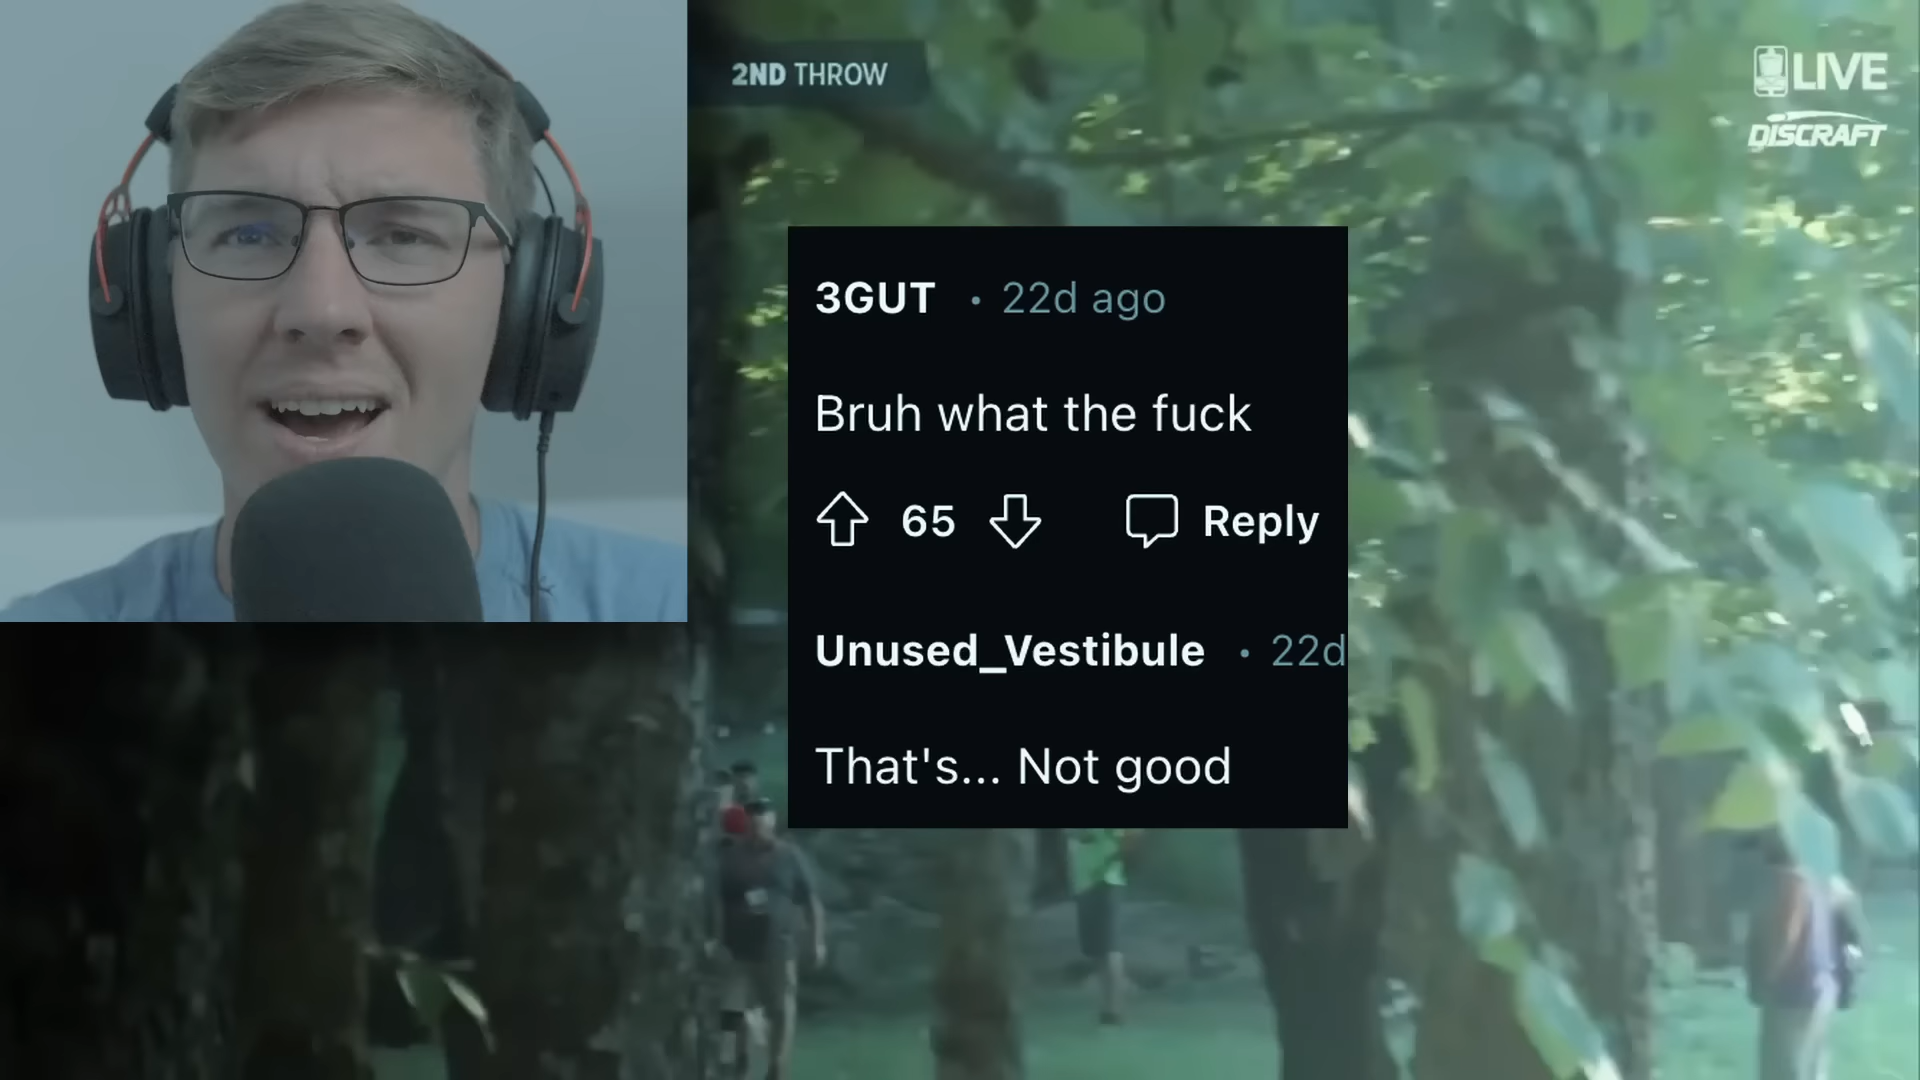 2ND THROW
LIVE
DISCRAFT
3GUT • 22d ago
Bruh what the fuck
65 Reply
Unused_Vestibule • 22d
That's... Not good